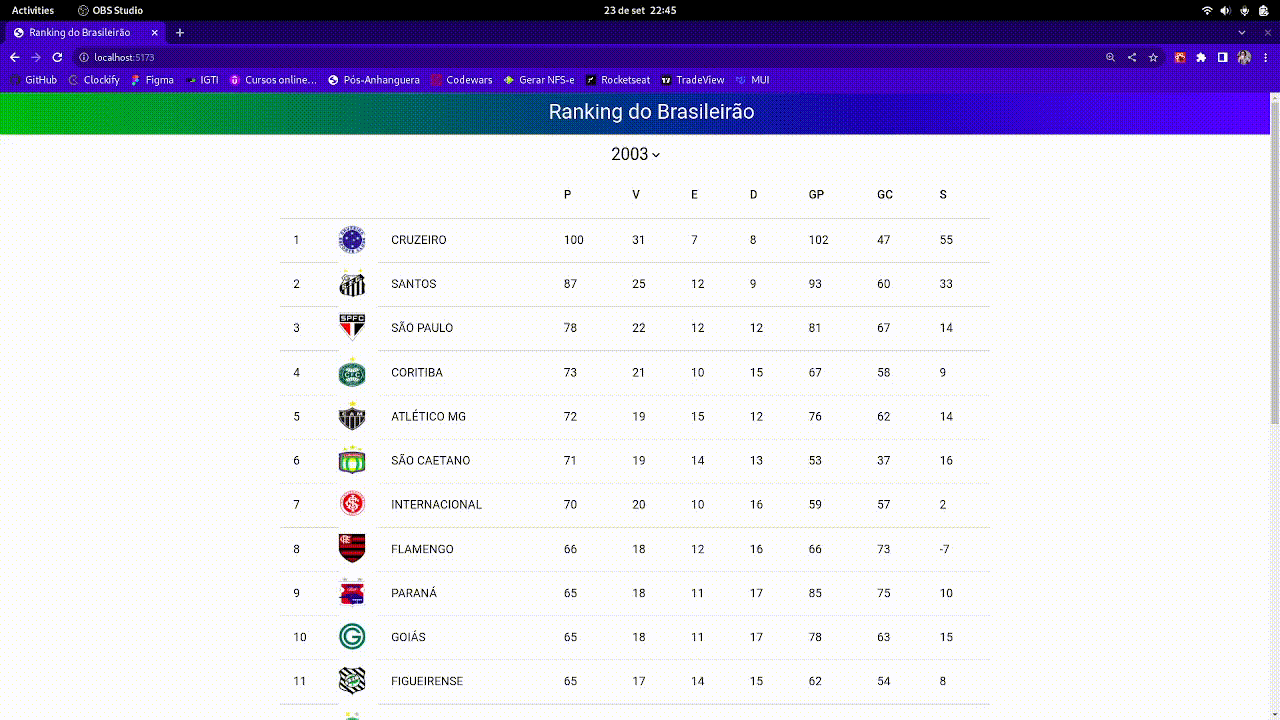 Activities OBS Studio 23 de set 22:45
Ranking do Brasileirão
localhost:5173
GitHub Clockify Figma IGTI Cursos online... Pós-Anhanguera Codewars Gerar NFS-e Rocketseat TradeView MUI
Ranking do Brasileirão
2003
P V E D GP GC S
1 CRUZEIRO 100 31 7 8 102 47 55
2 SANTOS 87 25 12 9 93 60 33
3 SPFC SÃO PAULO 78 22 12 12 81 67 14
4 CFC CORITIBA 73 21 10 15 67 58 9
5 CAM ATLÉTICO MG 72 19 15 12 76 62 14
6 SÃO CAETANO 71 19 14 13 53 37 16
7 INTERNACIONAL 70 20 10 16 59 57 2
8 FLAMENGO 66 18 12 16 66 73 -7
9 PARANÁ 65 18 11 17 85 75 10
10 G GOIÁS 65 18 11 17 78 63 15
11 FIGUEIRENSE 65 17 14 15 62 54 8